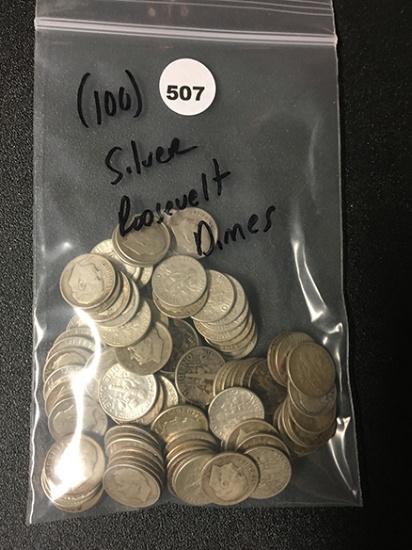 (100) 507
Silver
Roosevelt
Dimes